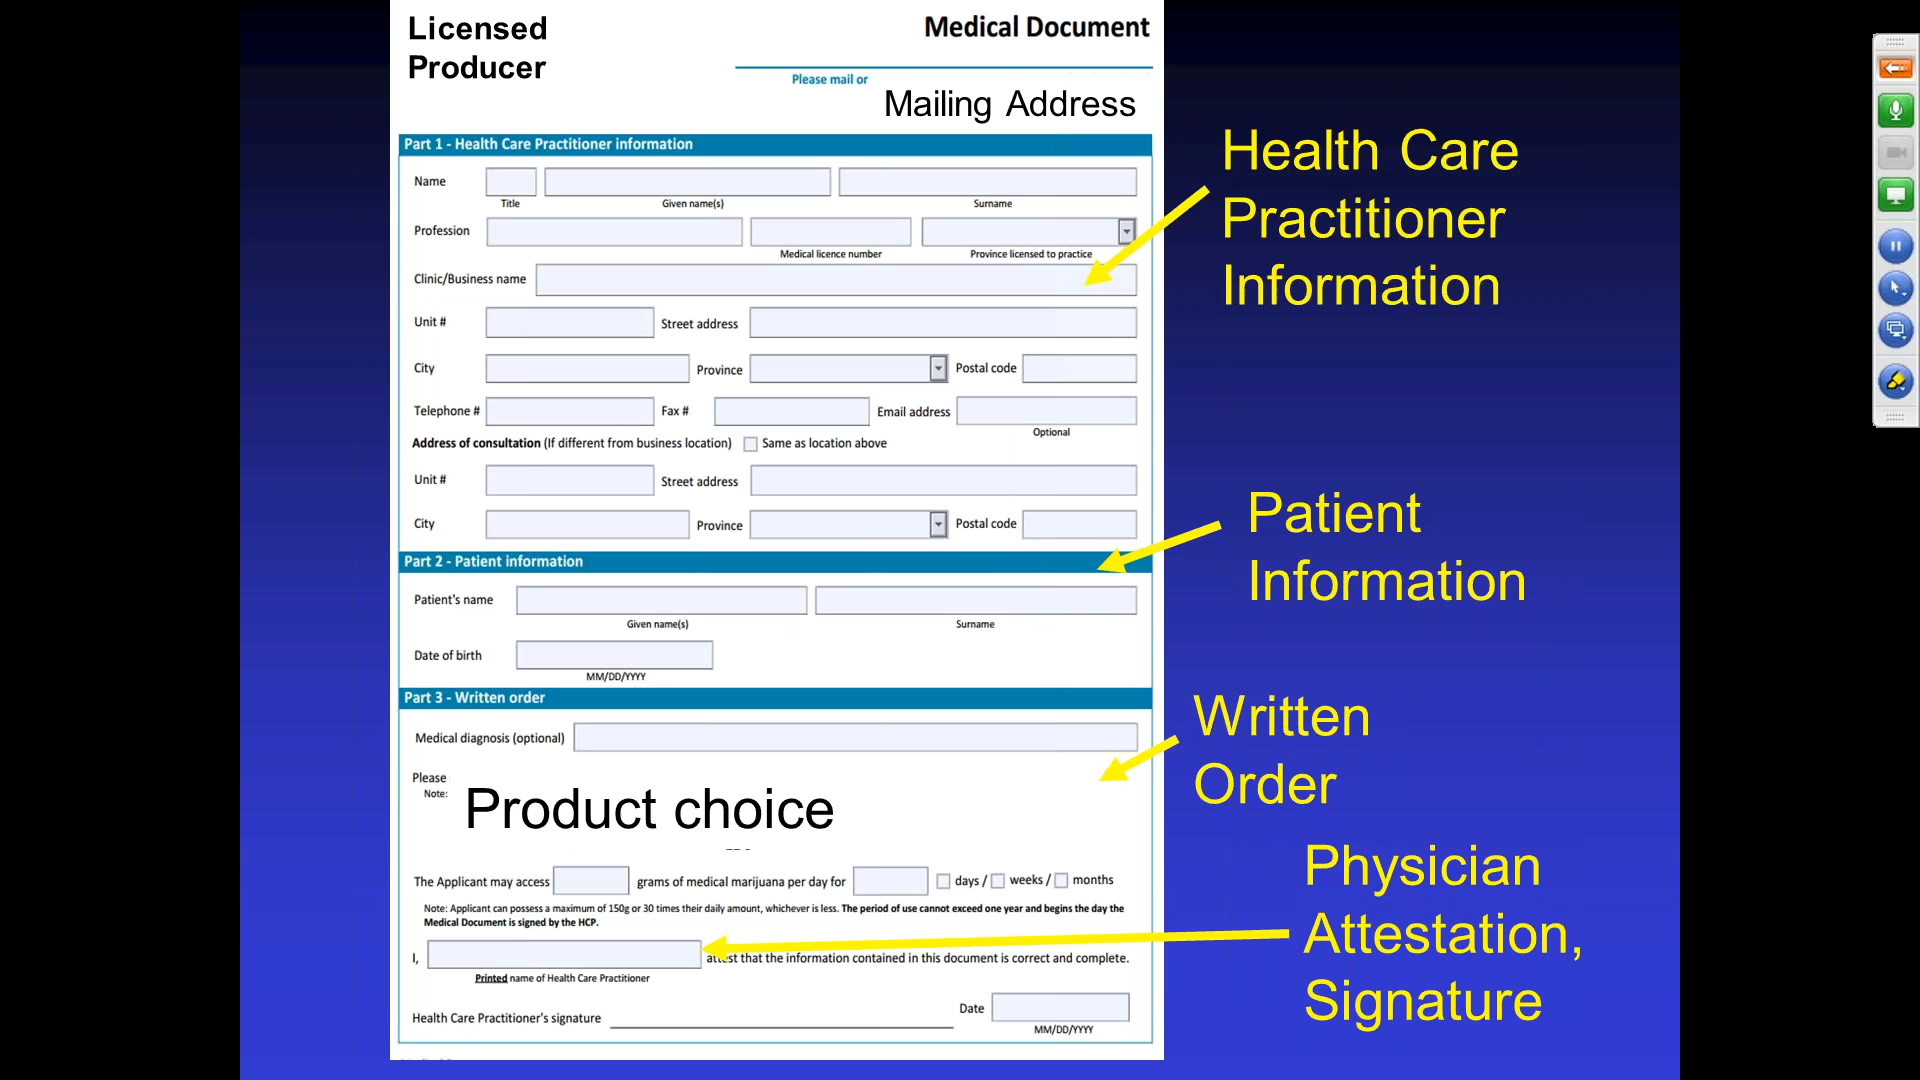 Licensed
Producer
Medical Document
Please mail or
Mailing Address
Part 1 - Health Care Practitioner information
Name
Title Given name(s) Surname
Profession
Medical licence number Province licensed to practice
Clinic/Business name
Unit # Street address
City Province Postal code
Telephone # Fax # Email address
Optional
Address of consultation (If different from business location) Same as location above
Unit # Street address
City Province Postal code
Part 2 - Patient information
Patient's name
Given name(s) Surname
Date of birth
MM/DD/YYYY
Part 3 - Written order
Medical diagnosis (optional)
Please
Note:
Product choice
The Applicant may access grams of medical marijuana per day for days / weeks / months
Note: Applicant can possess a maximum of 150g or 30 times their daily amount, whichever is less. The period of use cannot exceed one year and begins the day the
Medical Document is signed by the HCP.
I, attest that the information contained in this document is correct and complete.
Printed name of Health Care Practitioner
Date
Health Care Practitioner's signature
MM/DD/YYYY
Health Care
Practitioner
Information
Patient
Information
Written
Order
Physician
Attestation,
Signature